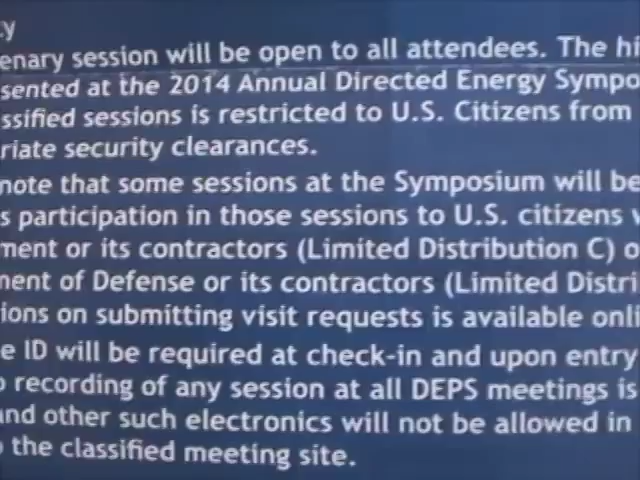 y
enary session will be open to all attendees. The hi
sented at the 2014 Annual Directed Energy Sympo
ssified sessions is restricted to U.S. Citizens from
riate security clearances.
note that some sessions at the Symposium will be
s participation in those sessions to U.S. citizens w
ment or its contractors (Limited Distribution C) o
ment of Defense or its contractors (Limited Distri
ions on submitting visit requests is available onli
e ID will be required at check-in and upon entry
o recording of any session at all DEPS meetings is
and other such electronics will not be allowed in
o the classified meeting site.